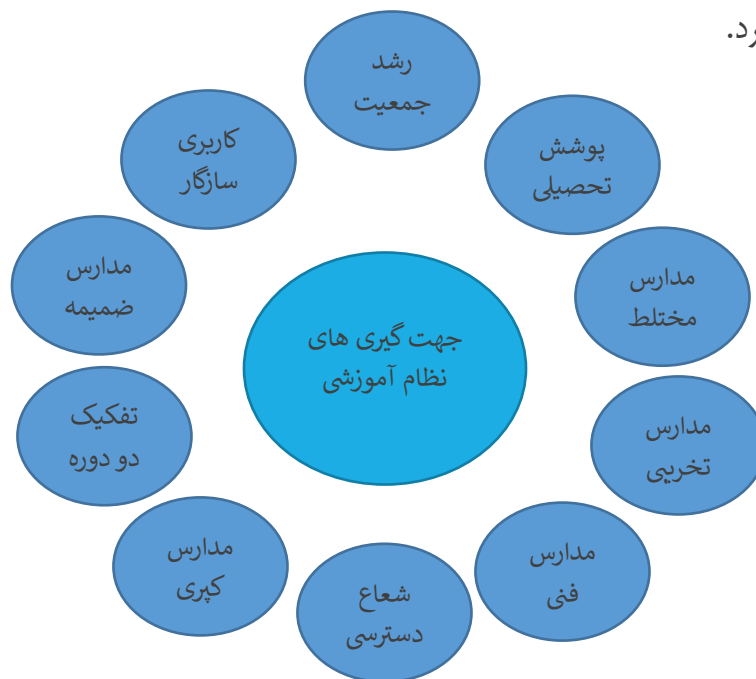 رد.
رشد
جمعیت
پوشش
تحصیلی
مدارس
مختلط
مدارس
تخریبی
مدارس
فنی
شعاع
دسترسی
مدارس
کپری
تفکیک
دو دوره
مدارس
ضمیمه
کاربری
سازگار
جهت گیری های
نظام آموزشی